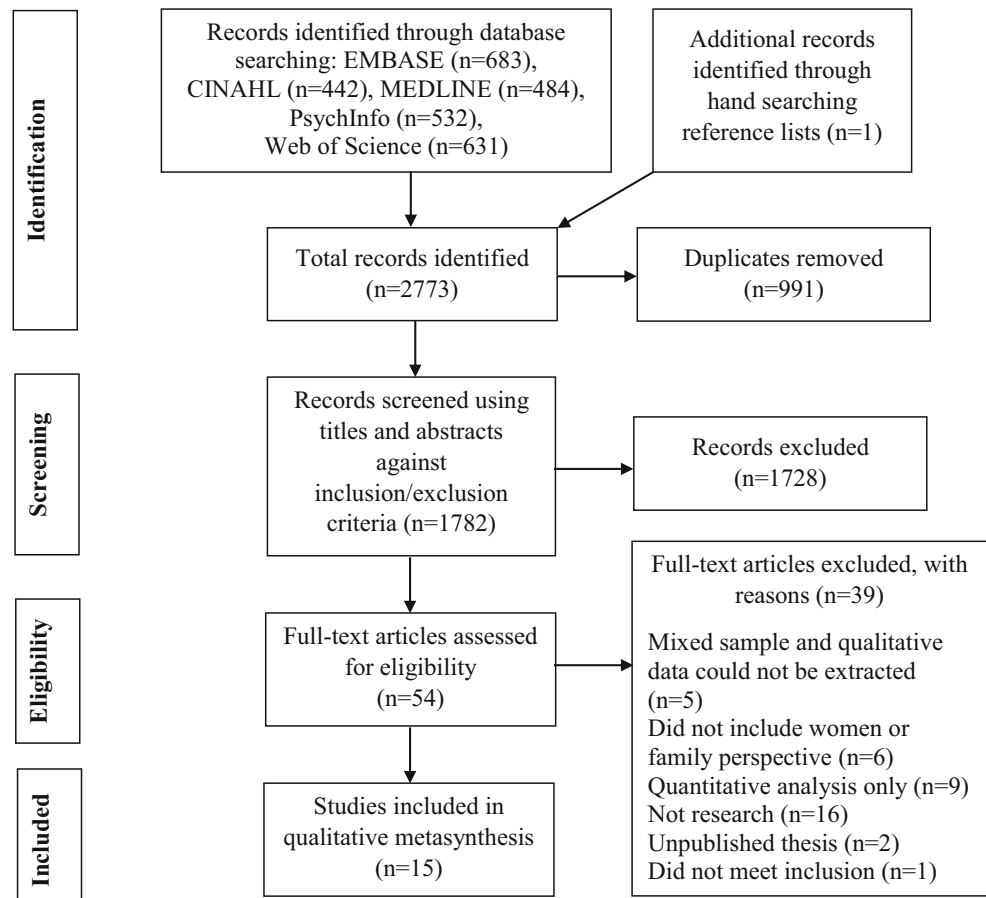 Identification
Records identified through database
searching: EMBASE (n=683),
CINAHL (n=442), MEDLINE (n=484),
PsychInfo (n=532),
Web of Science (n=631)
Additional records
identified through
hand searching
reference lists (n=1)
Total records identified
(n=2773)
Duplicates removed
(n=991)
Screening
Records screened using
titles and abstracts
against
inclusion/exclusion
criteria (n=1782)
Records excluded
(n=1728)
Eligibility
Full-text articles assessed
for eligibility
(n=54)
Full-text articles excluded, with
reasons (n=39)
Mixed sample and qualitative
data could not be extracted
(n=5)
Did not include women or
family perspective (n=6)
Quantitative analysis only (n=9)
Not research (n=16)
Unpublished thesis (n=2)
Did not meet inclusion (n=1)
Included
Studies included in
qualitative metasynthesis
(n=15)